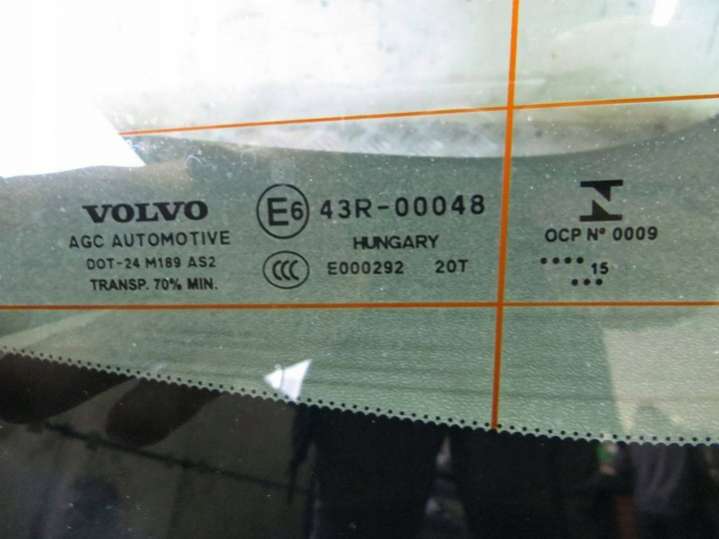 VOLVO
AGC AUTOMOTIVE
DOT-24 M189 AS2
TRANSP. 70% MIN.
E6 43R-00048
HUNGARY
CCC E000292 20T
N
OCP Nº 0009
•••• 15
•••